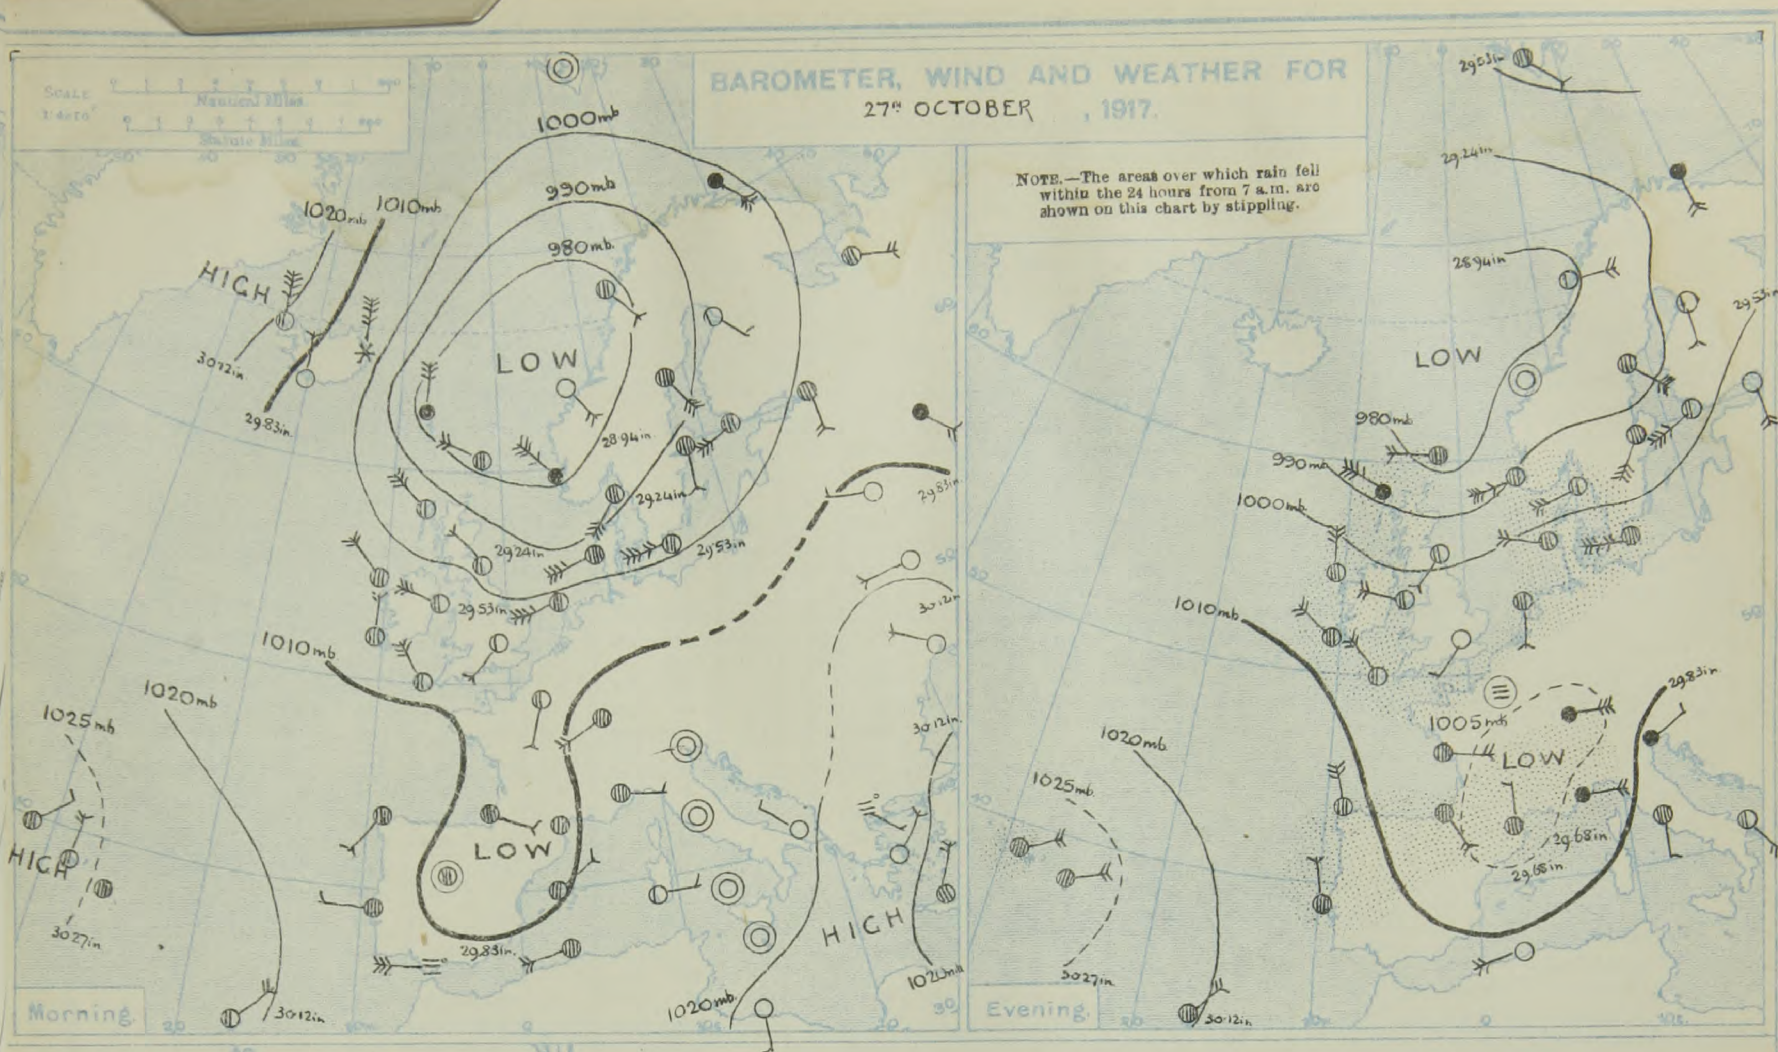 BAROMETER, WIND AND WEATHER FOR
27TH OCTOBER , 1917.
SCALE
Nautical Miles.
Statute Miles
NOTE.—The areas over which rain fell
within the 24 hours from 7 a.m. are
shown on this chart by stippling.
1000mb
990mb
980mb.
1020mb 1010mb
HIGH
30.12in.
29.83in.
LOW
28.94in.
29.24in.
29.24in.
29.53in.
29.53in.
29.83in.
1010mb
1020mb
1025mb
HIGH
30.27in
30.12in
LOW
29.83in.
30.12in.
30.12in.
HIGH
1020mb.
Morning.
29.53in.
29.24in.
28.94in.
29.53in.
LOW
980mb
990mb
1000mb
1010mb
1005mb
LOW
29.83in.
1020mb.
1025mb.
29.68in.
29.68in.
30.27in.
30.12in.
Evening.